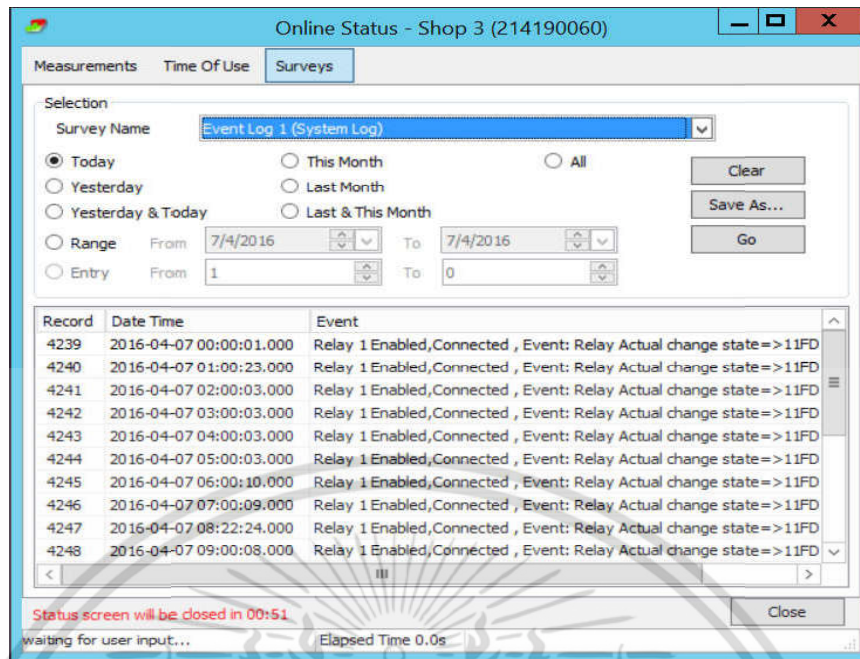 Online Status - Shop 3 (214190060)
Measurements Time Of Use Surveys
Selection
Survey Name Event Log 1 (System Log)
Today This Month All Clear
Yesterday Last Month
Yesterday & Today Last & This Month Save As...
Range From 7/4/2016 To 7/4/2016 Go
Entry From 1 To 0
Record Date Time Event
4239 2016-04-07 00:00:01.000 Relay 1 Enabled,Connected , Event: Relay Actual change state=>11FD
4240 2016-04-07 01:00:23.000 Relay 1 Enabled,Connected , Event: Relay Actual change state=>11FD
4241 2016-04-07 02:00:03.000 Relay 1 Enabled,Connected , Event: Relay Actual change state=>11FD
4242 2016-04-07 03:00:03.000 Relay 1 Enabled,Connected , Event: Relay Actual change state=>11FD
4243 2016-04-07 04:00:03.000 Relay 1 Enabled,Connected , Event: Relay Actual change state=>11FD
4244 2016-04-07 05:00:03.000 Relay 1 Enabled,Connected , Event: Relay Actual change state=>11FD
4245 2016-04-07 06:00:10.000 Relay 1 Enabled,Connected , Event: Relay Actual change state=>11FD
4246 2016-04-07 07:00:09.000 Relay 1 Enabled,Connected , Event: Relay Actual change state=>11FD
4247 2016-04-07 08:22:24.000 Relay 1 Enabled,Connected , Event: Relay Actual change state=>11FD
4248 2016-04-07 09:00:08.000 Relay 1 Enabled,Connected , Event: Relay Actual change state=>11FD
Status screen will be closed in 00:51 Close
waiting for user input... Elapsed Time 0.0s